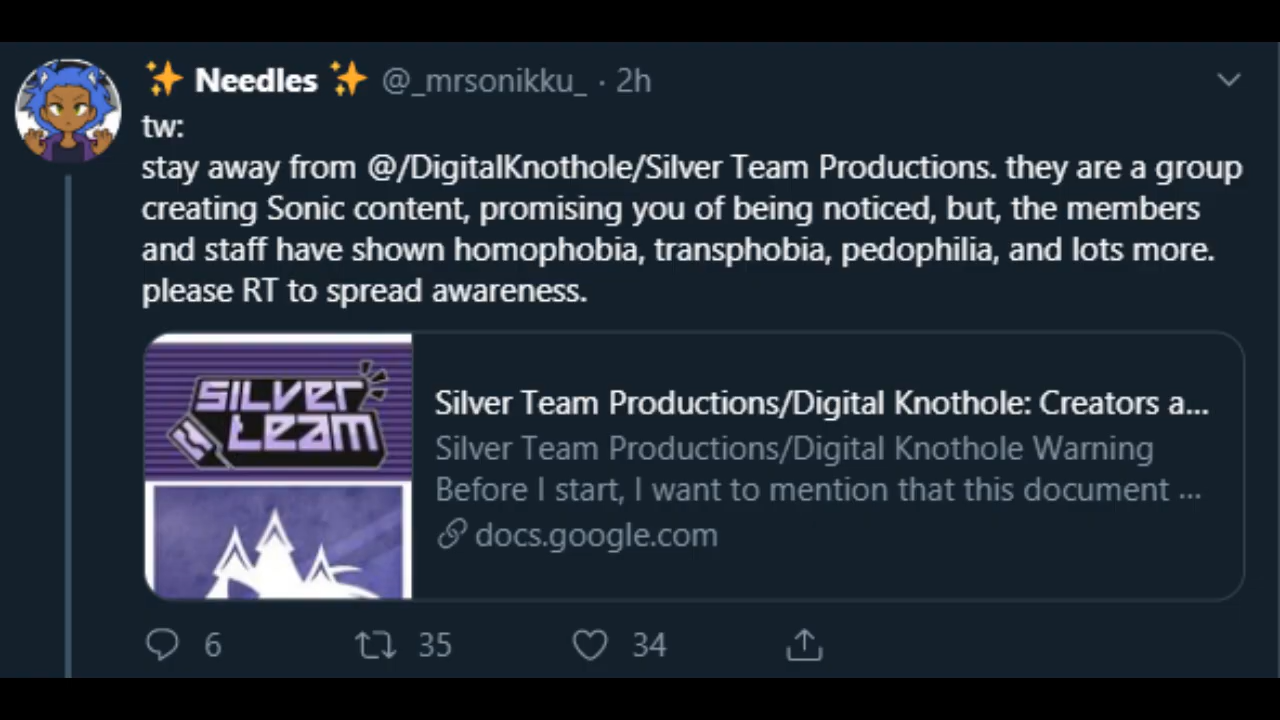 ✨ Needles ✨ @_mrsonikku_ · 2h
tw:
stay away from @/DigitalKnothole/Silver Team Productions. they are a group
creating Sonic content, promising you of being noticed, but, the members
and staff have shown homophobia, transphobia, pedophilia, and lots more.
please RT to spread awareness.
SILVER
TEAM
Silver Team Productions/Digital Knothole: Creators a...
Silver Team Productions/Digital Knothole Warning
Before I start, I want to mention that this document ...
docs.google.com
6 35 34